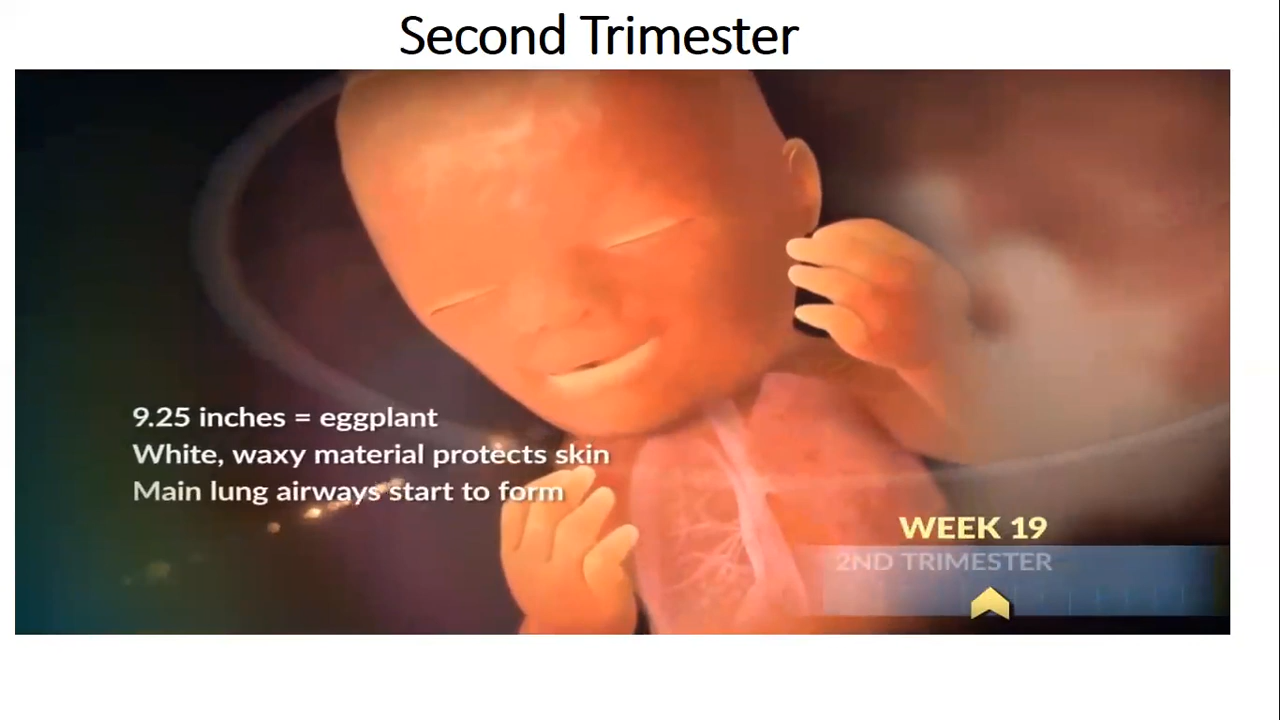 Second Trimester
9.25 inches = eggplant
White, waxy material protects skin
Main lung airways start to form
WEEK 19
2ND TRIMESTER